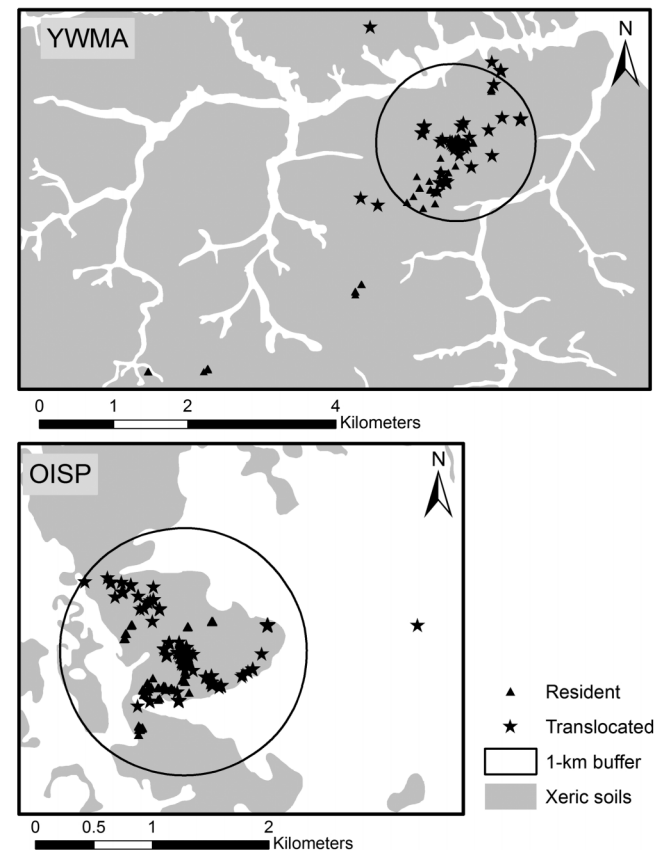 YWMA
N
0 1 2 4
Kilometers
OISP
N
Resident
Translocated
1-km buffer
Xeric soils
0 0.5 1 2
Kilometers